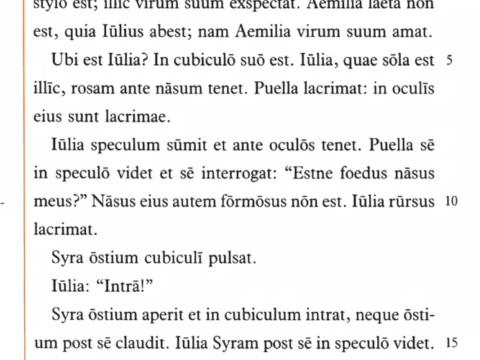 stylō est; illīc virum suum exspectat. Aemilia laeta nōn
est, quia Iūlius abest; nam Aemilia virum suum amat.
Ubi est Iūlia? In cubiculō suō est. Iūlia, quae sōla est 5
illīc, rosam ante nāsum tenet. Puella lacrimat: in oculīs
eius sunt lacrimae.
Iūlia speculum sūmit et ante oculōs tenet. Puella sē
in speculō videt et sē interrogat: “Estne foedus nāsus
meus?” Nāsus eius autem fōrmōsus nōn est. Iūlia rūrsus 10
lacrimat.
Syra ōstium cubiculī pulsat.
Iūlia: “Intrā!”
Syra ōstium aperit et in cubiculum intrat, neque ōsti-
um post sē claudit. Iūlia Syram post sē in speculō videt. 15